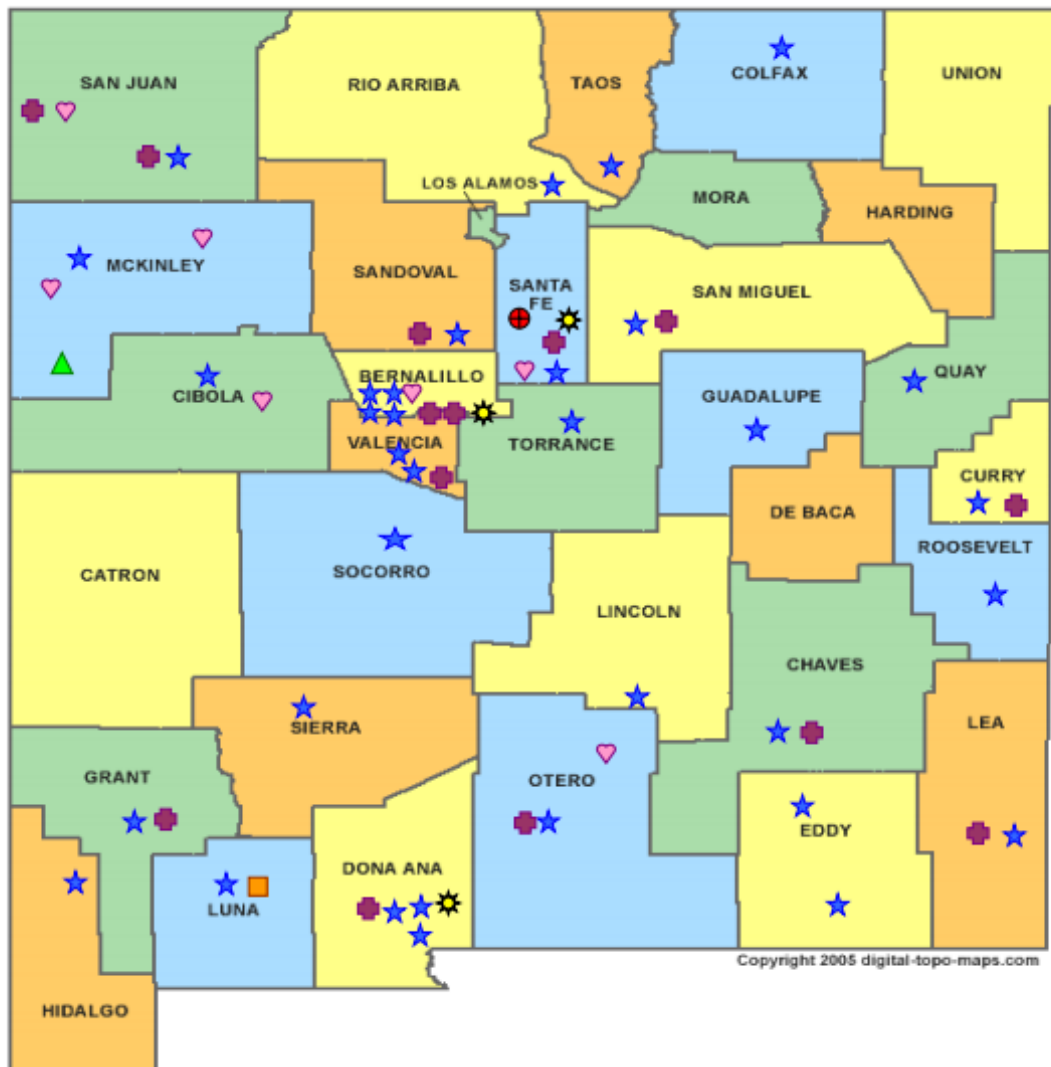 SAN JUAN
RIO ARRIBA
TAOS
COLFAX
UNION
LOS ALAMOS
MORA
HARDING
MCKINLEY
SANDOVAL
SANTA
FE
SAN MIGUEL
CIBOLA
BERNALILLO
GUADALUPE
QUAY
VALENCIA
TORRANCE
CURRY
DE BACA
ROOSEVELT
CATRON
SOCORRO
LINCOLN
CHAVES
SIERRA
LEA
GRANT
OTERO
EDDY
DONA ANA
LUNA
HIDALGO
Copyright 2005 digital-topo-maps.com